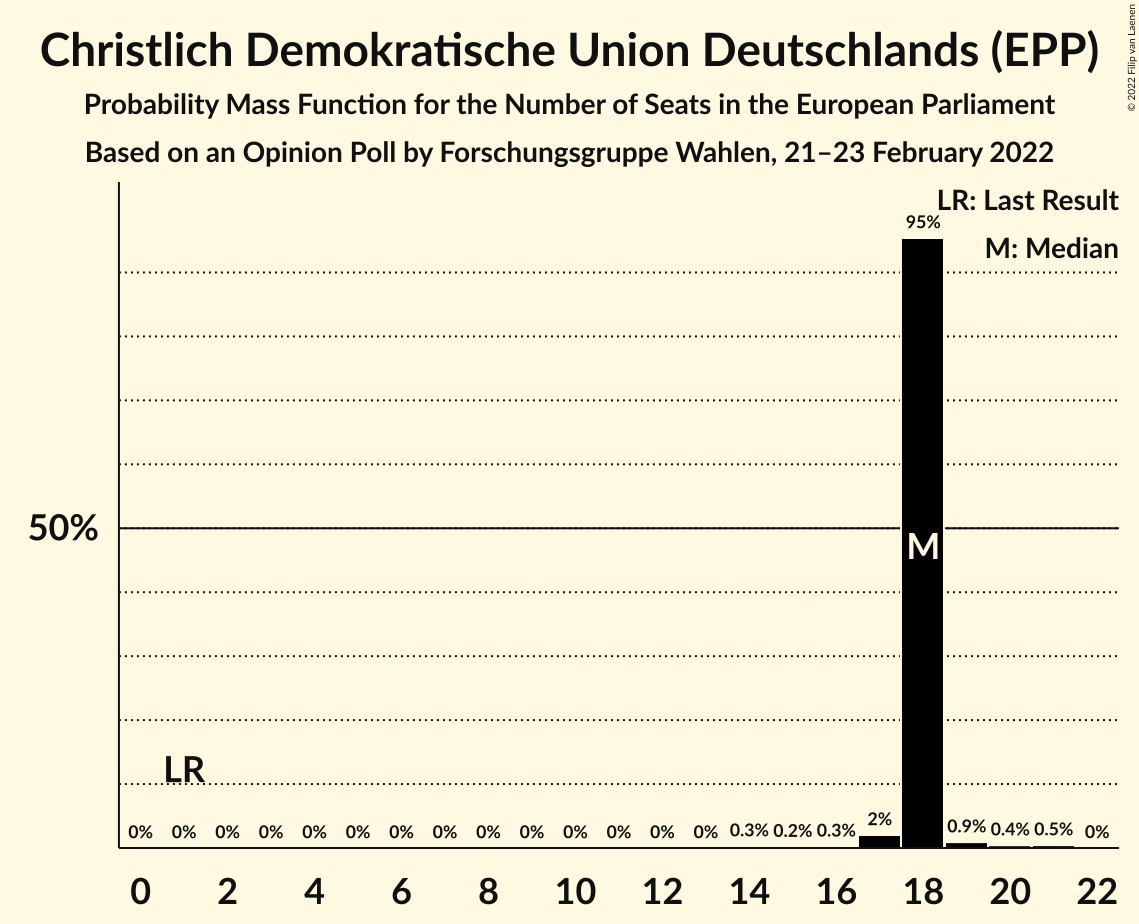 Christlich Demokratische Union Deutschlands (EPP)
Probability Mass Function for the Number of Seats in the European Parliament
Based on an Opinion Poll by Forschungsgruppe Wahlen, 21–23 February 2022
© 2022 Filip van Laenen
LR: Last Result
M: Median
95%
50%
M
LR
0% 0% 0% 0% 0% 0% 0% 0% 0% 0% 0% 0% 0% 0% 0.3% 0.2% 0.3% 2% 0.9% 0.4% 0.5% 0%
0 2 4 6 8 10 12 14 16 18 20 22